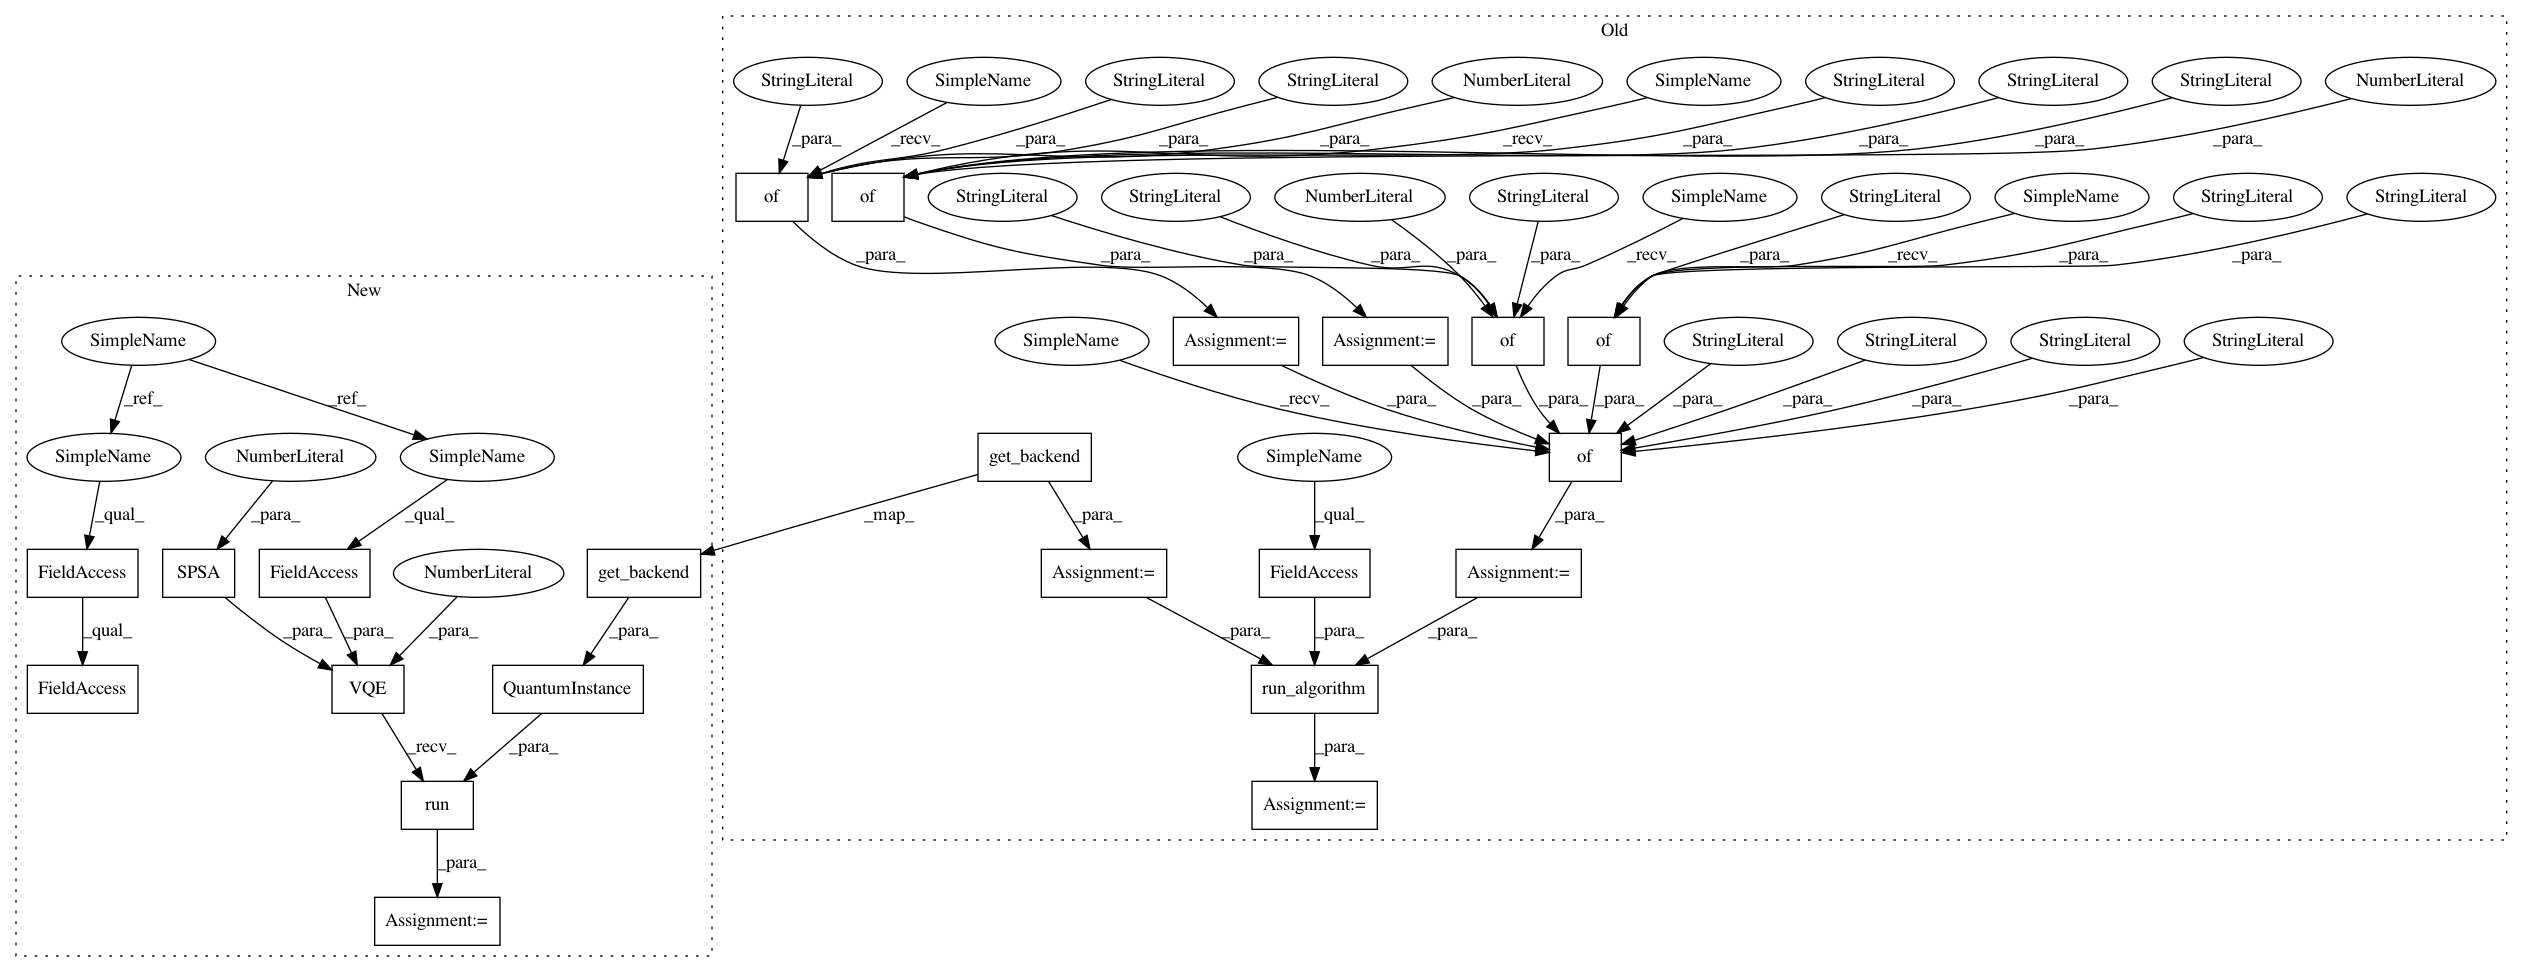 Old
StringLiteral SimpleName StringLiteral StringLiteral NumberLiteral SimpleName StringLiteral StringLiteral StringLiteral NumberLiteral
_para_ _recv_ _para_ _para_ _para_ _recv_ _para_ _para_ _para_ _para_
of of StringLiteral StringLiteral NumberLiteral StringLiteral SimpleName StringLiteral SimpleName StringLiteral StringLiteral
_para_ _para_ _para_ _para_ _para_ _para_ _recv_ _para_ _recv_ _para_ _para_
New
SimpleName SimpleName Assignment:= Assignment:= of of StringLiteral StringLiteral StringLiteral StringLiteral
_ref_ _ref_ _recv_ _para_ _para_ _para_ _para_ _para_ _para_ _para_ _para_
SimpleName NumberLiteral SimpleName get_backend SimpleName of
_qual_ _para_ _qual_ _map_ _para_ _qual_ _para_
FieldAccess SPSA FieldAccess NumberLiteral get_backend Assignment:= FieldAccess Assignment:=
_qual_ _para_ _para_ _para_ _para_ _para_ _para_ _para_
FieldAccess VQE QuantumInstance run_algorithm
_recv_ _para_ _para_
run Assignment:=
_para_
Assignment:=